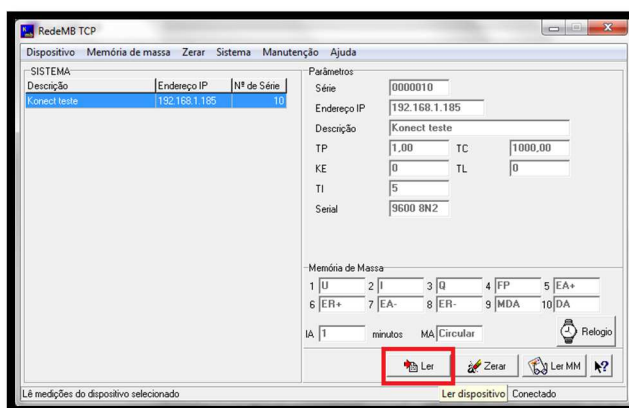 RedeMB TCP
Dispositivo Memória de massa Zerar Sistema Manutenção Ajuda
SISTEMA
Descrição Endereço IP Nº de Série
Konect teste 192.168.1.185 10
Parâmetros
Série 0000010
Endereço IP 192.168.1.185
Descrição Konect teste
TP 1,00 TC 1000,00
KE 0 TL 0
TI 5
Serial 9600 8N2
Memória de Massa
1 U 2 I 3 Q 4 FP 5 EA+
6 ER+ 7 EA- 8 ER- 9 MDA 10 DA
IA 1 minutos MA Circular Relogio
Ler Zerar Ler MM
Lê medições do dispositivo selecionado Ler dispositivo Conectado